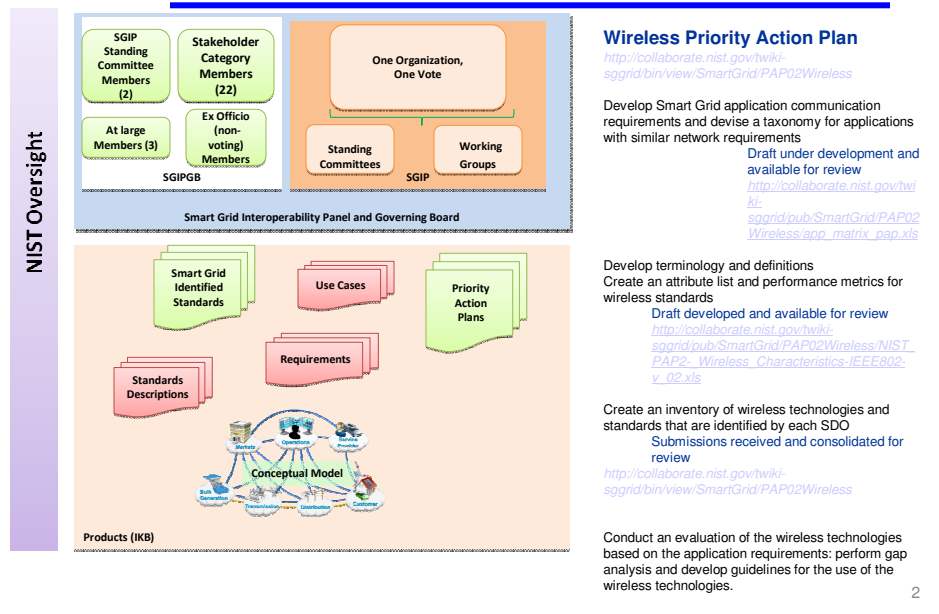 NIST Oversight
SGIP
Standing
Committee
Members
(2)
Stakeholder
Category
Members
(22)
At large
Members (3)
Ex Officio
(non-
voting)
Members
SGIPGB
One Organization,
One Vote
Standing
Committees
Working
Groups
SGIP
Smart Grid Interoperability Panel and Governing Board
Smart Grid
Identified
Standards
Use Cases
Priority
Action
Plans
Requirements
Standards
Descriptions
Markets
Operations
Service
Provider
Conceptual Model
Bulk
Generation
Transmission
Distribution
Customer
Products (IKB)
Wireless Priority Action Plan
http://collaborate.nist.gov/twiki-
sggrid/bin/view/SmartGrid/PAP02Wireless
Develop Smart Grid application communication
requirements and devise a taxonomy for applications
with similar network requirements
Draft under development and
available for review
http://collaborate.nist.gov/twi
ki-
sggrid/pub/SmartGrid/PAP02
Wireless/app_matrix_pap.xls
Develop terminology and definitions
Create an attribute list and performance metrics for
wireless standards
Draft developed and available for review
http://collaborate.nist.gov/twiki-
sggrid/pub/SmartGrid/PAP02Wireless/NIST_
PAP2-_Wireless_Characteristics-IEEE802-
v_02.xls
Create an inventory of wireless technologies and
standards that are identified by each SDO
Submissions received and consolidated for
review
http://collaborate.nist.gov/twiki-
sggrid/bin/view/SmartGrid/PAP02Wireless
Conduct an evaluation of the wireless technologies
based on the application requirements: perform gap
analysis and develop guidelines for the use of the
wireless technologies.
2